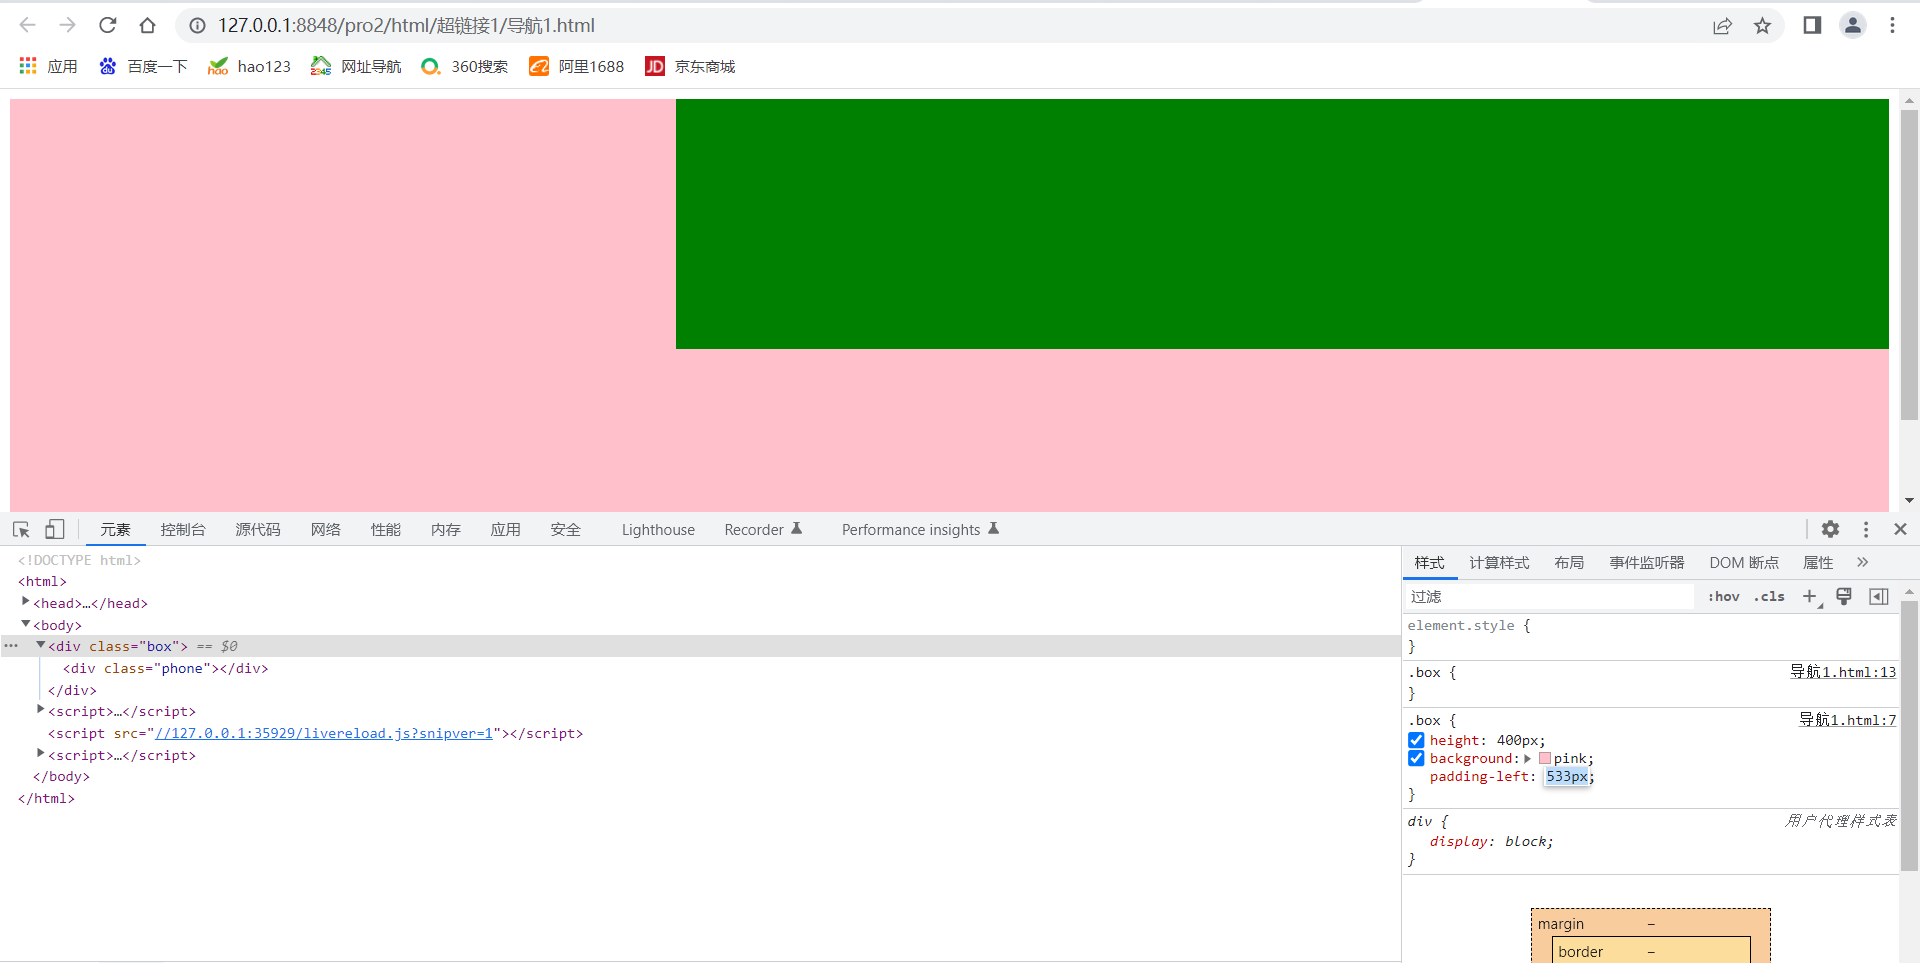 127.0.0.1:8848/pro2/html/超链接1/导航1.html
应用 百度一下 hao hao123 2345 网址导航 360搜索 阿里1688 JD 京东商城
元素 控制台 源代码 网络 性能 内存 应用 安全 Lighthouse Recorder Performance insights
<!DOCTYPE html>
<html>
<head>…</head>
<body>
<div class="box"> == $0
<div class="phone"></div>
</div>
<script>…</script>
<script src="//127.0.0.1:35929/livereload.js?snipver=1"></script>
<script>…</script>
</body>
</html>
样式 计算样式 布局 事件监听器 DOM 断点 属性
过滤 :hov .cls
element.style {
}
.box { 导航1.html:13
}
.box { 导航1.html:7
height: 400px;
background: pink;
padding-left: 533px;
}
div { 用户代理样式表
display: block;
}
margin –
border –